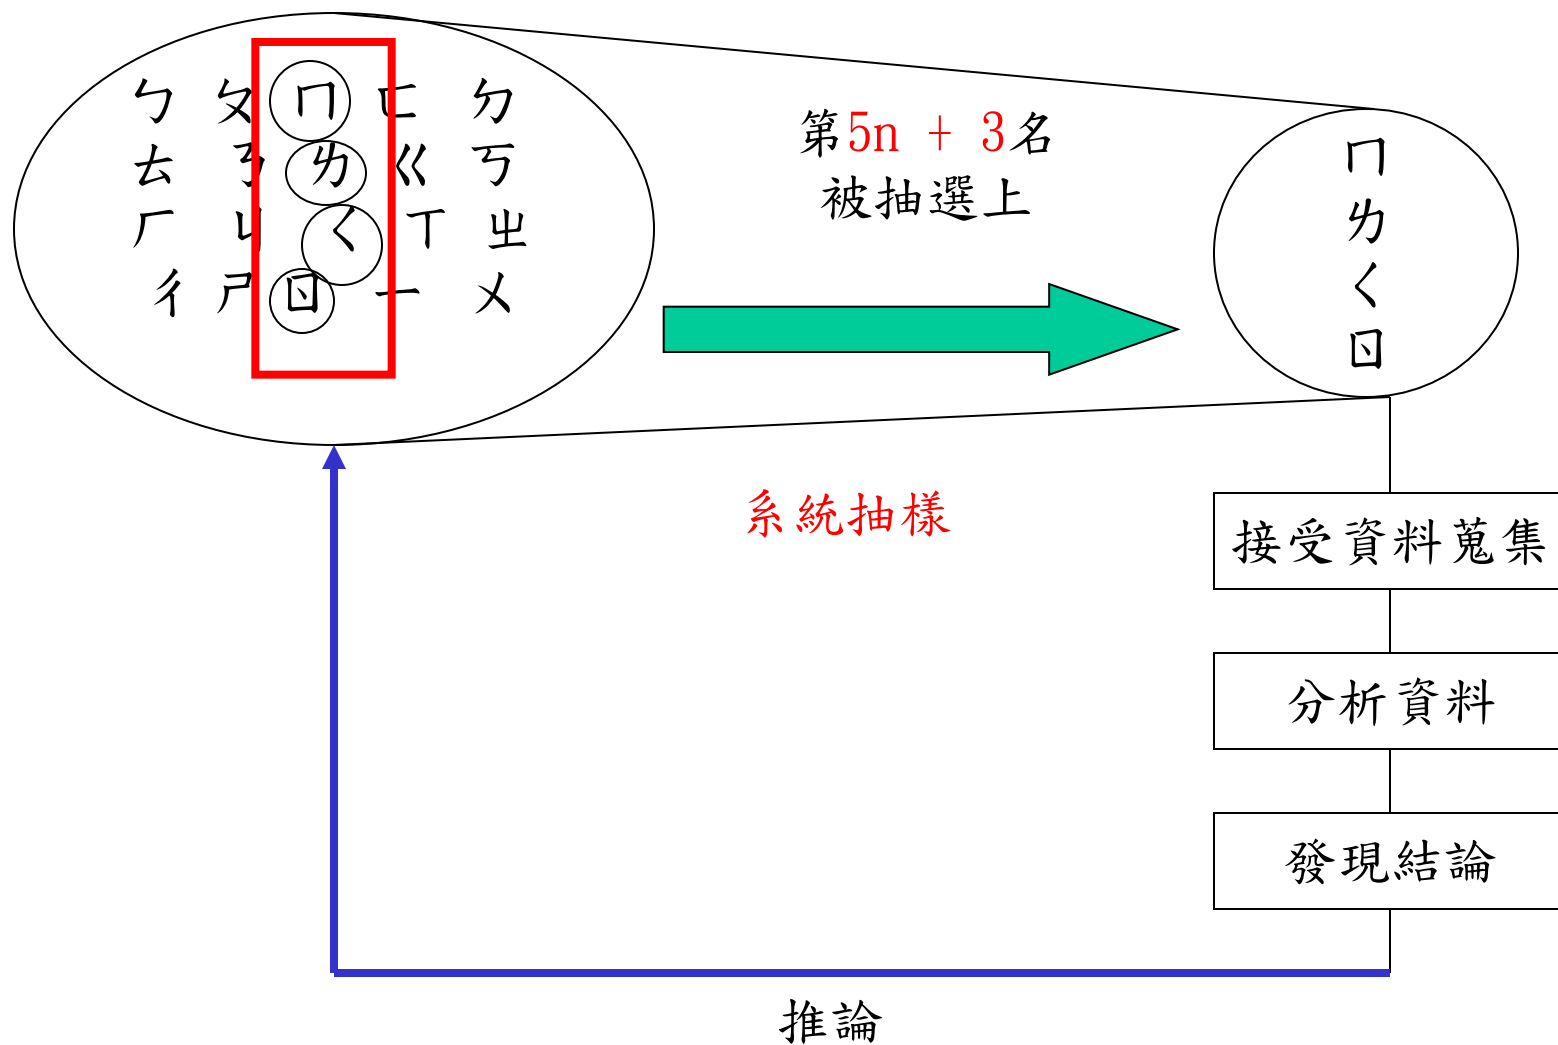 ㄅ ㄆ ㄇ ㄈ ㄉ
ㄊ ㄋ ㄌ ㄍ ㄎ
ㄏ ㄐ ㄑ ㄒ ㄓ
ㄔ ㄕ ㄖ ㄧ ㄨ
第5n + 3名
被抽選上
ㄇ
ㄌ
ㄑ
ㄖ
系統抽樣
接受資料蒐集
分析資料
發現結論
推論